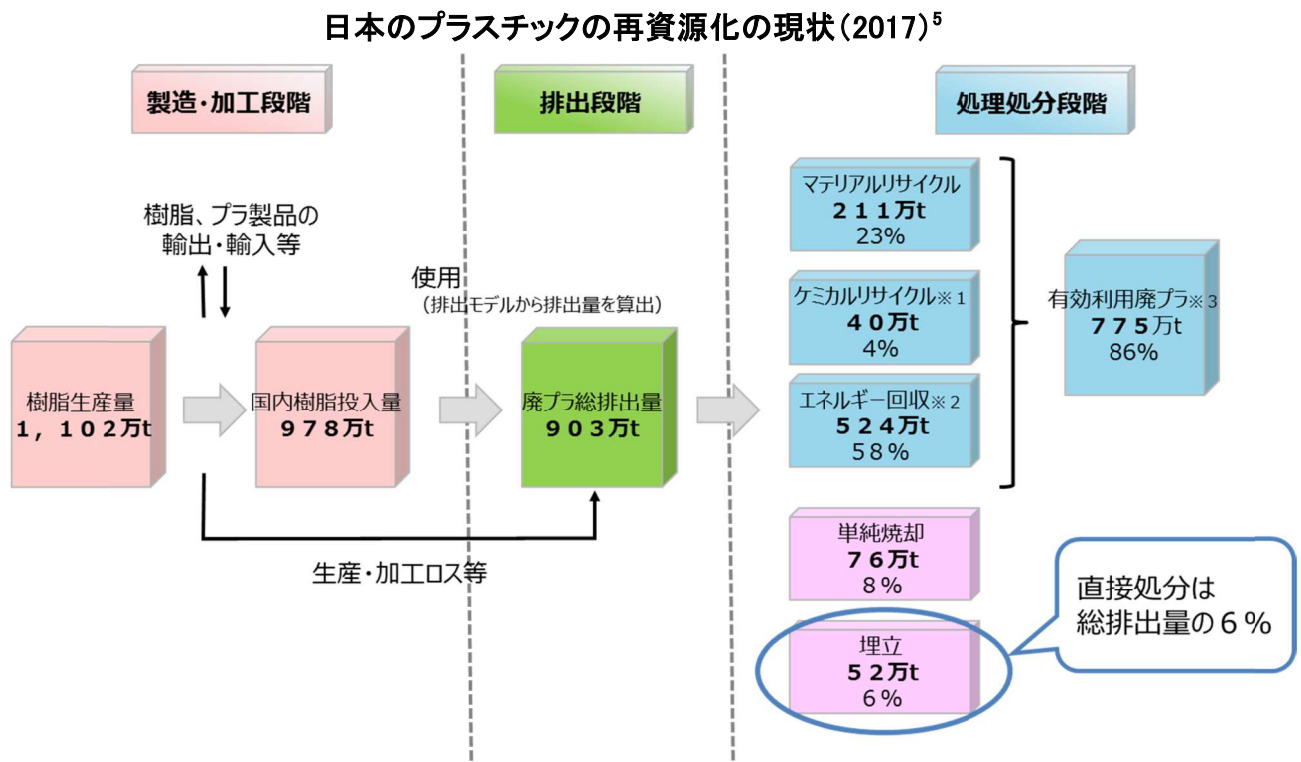 日本のプラスチックの再資源化の現状(2017)5
製造・加工段階
排出段階
処理処分段階
樹脂、プラ製品の
輸出・輸入等
使用
(排出モデルから排出量を算出)
樹脂生産量
1,102万t
国内樹脂投入量
978万t
廃プラ総排出量
903万t
生産・加工ロス等
マテリアルリサイクル
211万t
23%
ケミカルリサイクル※1
40万t
4%
エネルギー回収※2
524万t
58%
有効利用廃プラ※3
775万t
86%
単純焼却
76万t
8%
埋立
52万t
6%
直接処分は
総排出量の6%